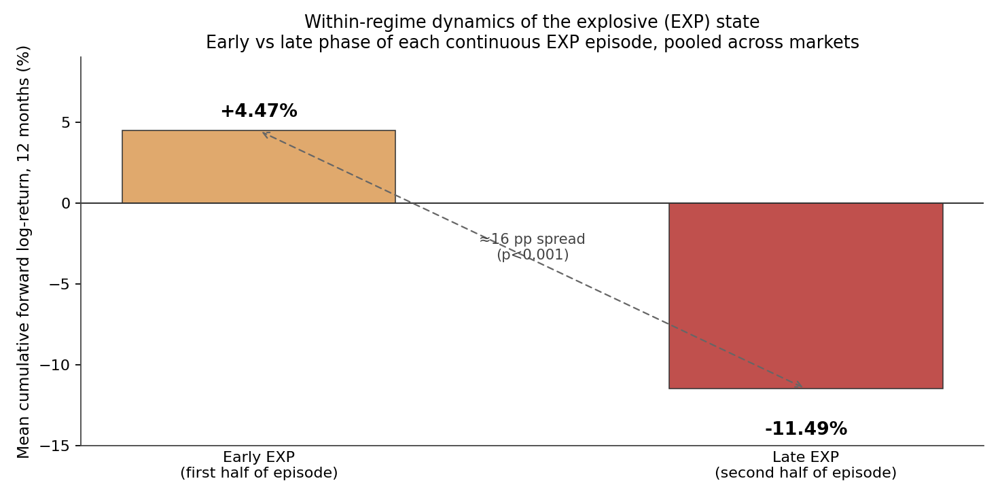 Within-regime dynamics of the explosive (EXP) state
Early vs late phase of each continuous EXP episode, pooled across markets
Mean cumulative forward log-return, 12 months (%)
5
0
−5
−10
−15
+4.47%
≈16 pp spread
(p<0.001)
-11.49%
Early EXP
(first half of episode)
Late EXP
(second half of episode)